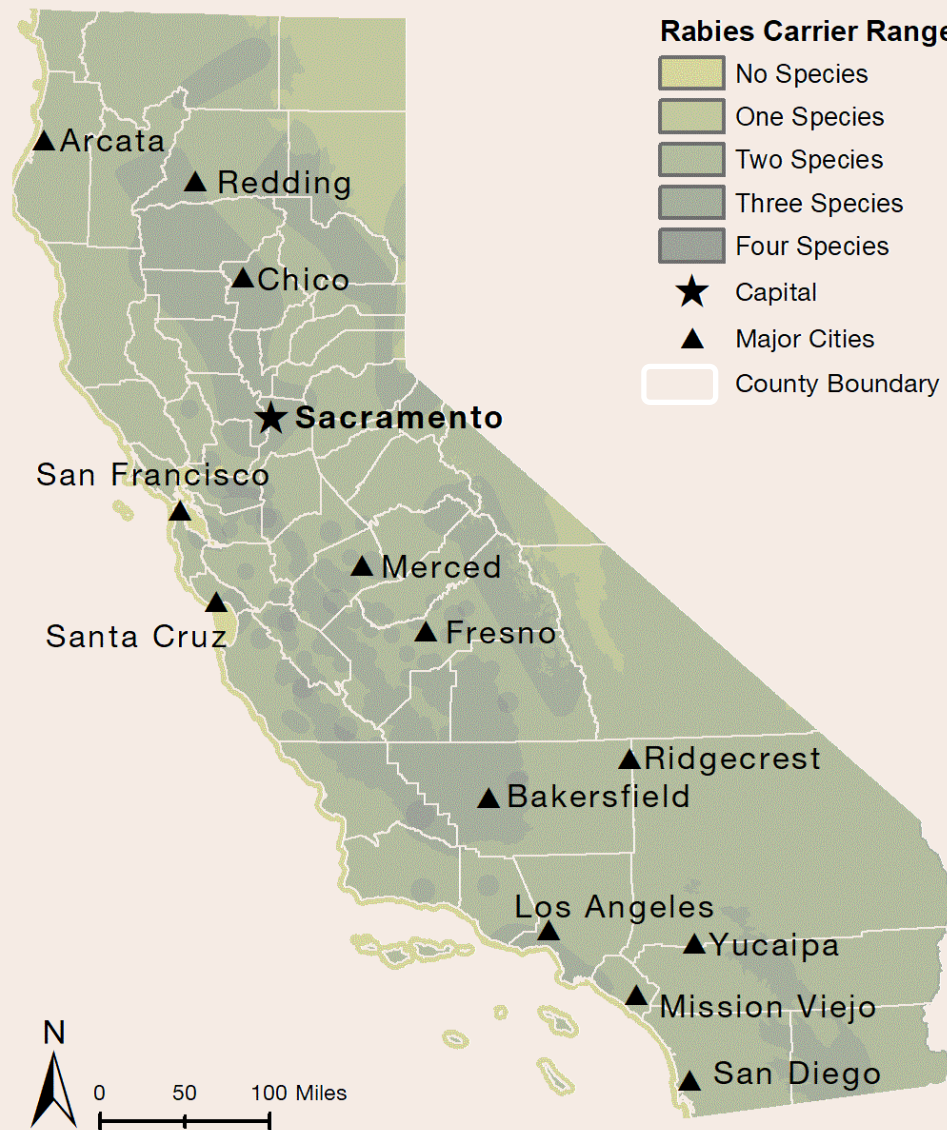 Rabies Carrier Range
No Species
One Species
Two Species
Three Species
Four Species
Capital
Major Cities
County Boundary
Arcata
Redding
Chico
Sacramento
San Francisco
Merced
Santa Cruz
Fresno
Ridgecrest
Bakersfield
Los Angeles
Yucaipa
Mission Viejo
San Diego
N
0 50 100 Miles